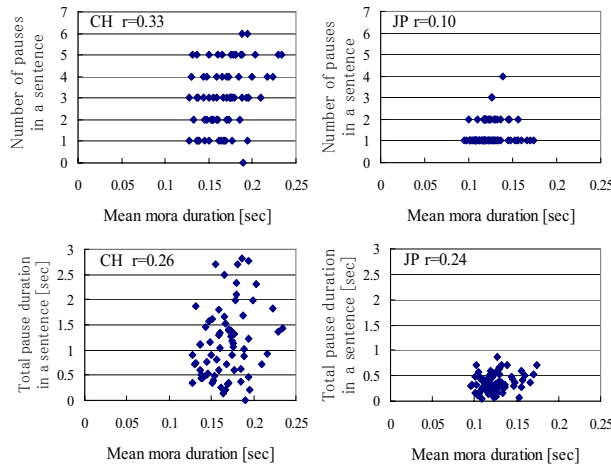 CH r=0.33
Number of pauses
in a sentence
7
6
5
4
3
2
1
0
0 0.05 0.1 0.15 0.2 0.25
Mean mora duration [sec]
JP r=0.10
Number of pauses
in a sentence
7
6
5
4
3
2
1
0
0 0.05 0.1 0.15 0.2 0.25
Mean mora duration [sec]
CH r=0.26
Total pause duration
in a sentence [sec]
3
2.5
2
1.5
1
0.5
0
0 0.05 0.1 0.15 0.2 0.25
Mean mora duration [sec]
JP r=0.24
Total pause duration
in a sentence [sec]
3
2.5
2
1.5
1
0.5
0
0 0.05 0.1 0.15 0.2 0.25
Mean mora duration [sec]